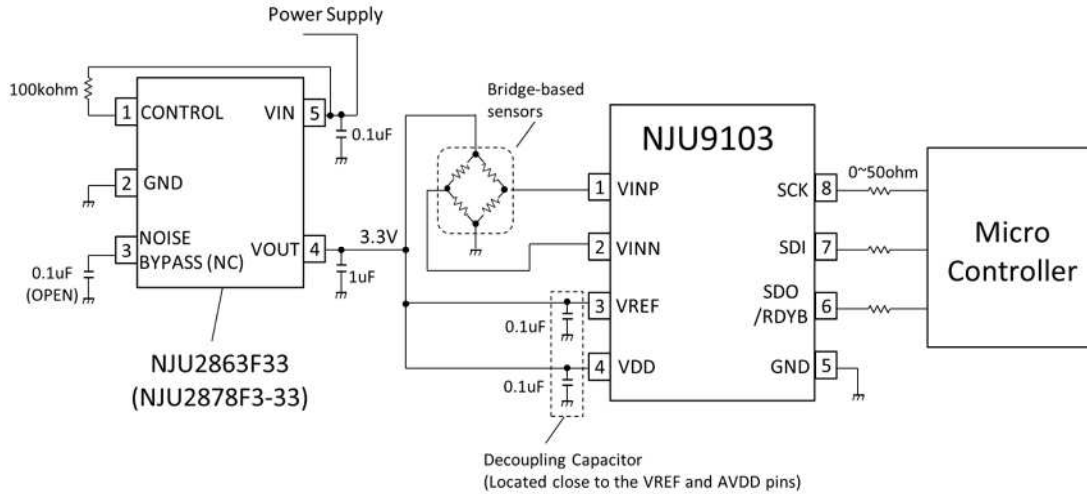 Power Supply
100kohm
1 CONTROL VIN 5
0.1uF
2 GND
3 NOISE
BYPASS (NC)
VOUT 4
3.3V
0.1uF
(OPEN)
1uF
NJU2863F33
(NJU2878F3-33)
Bridge-based
sensors
NJU9103
1 VINP SCK 8
0~50ohm
2 VINN SDI 7
3 VREF SDO
/RDYB 6
0.1uF
4 VDD GND 5
0.1uF
Micro
Controller
Decoupling Capacitor
(Located close to the VREF and AVDD pins)